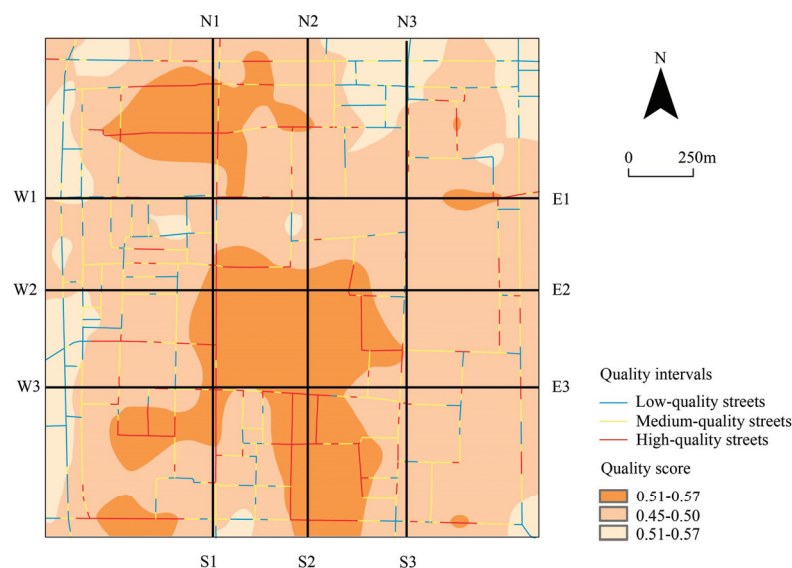 N1 N2 N3
N
0 250m
W1 E1
W2 E2
W3 E3
Quality intervals
Low-quality streets
Medium-quality streets
High-quality streets
Quality score
0.51-0.57
0.45-0.50
0.51-0.57
S1 S2 S3